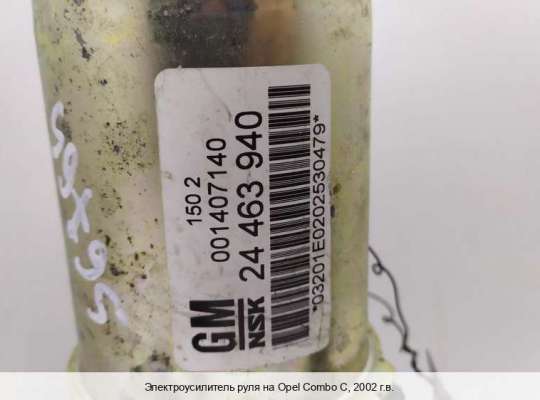 150 2
001407140
GM
NSK 24 463 940
*03201E0202530479*
Электроусилитель руля на Opel Combo C, 2002 г.в.